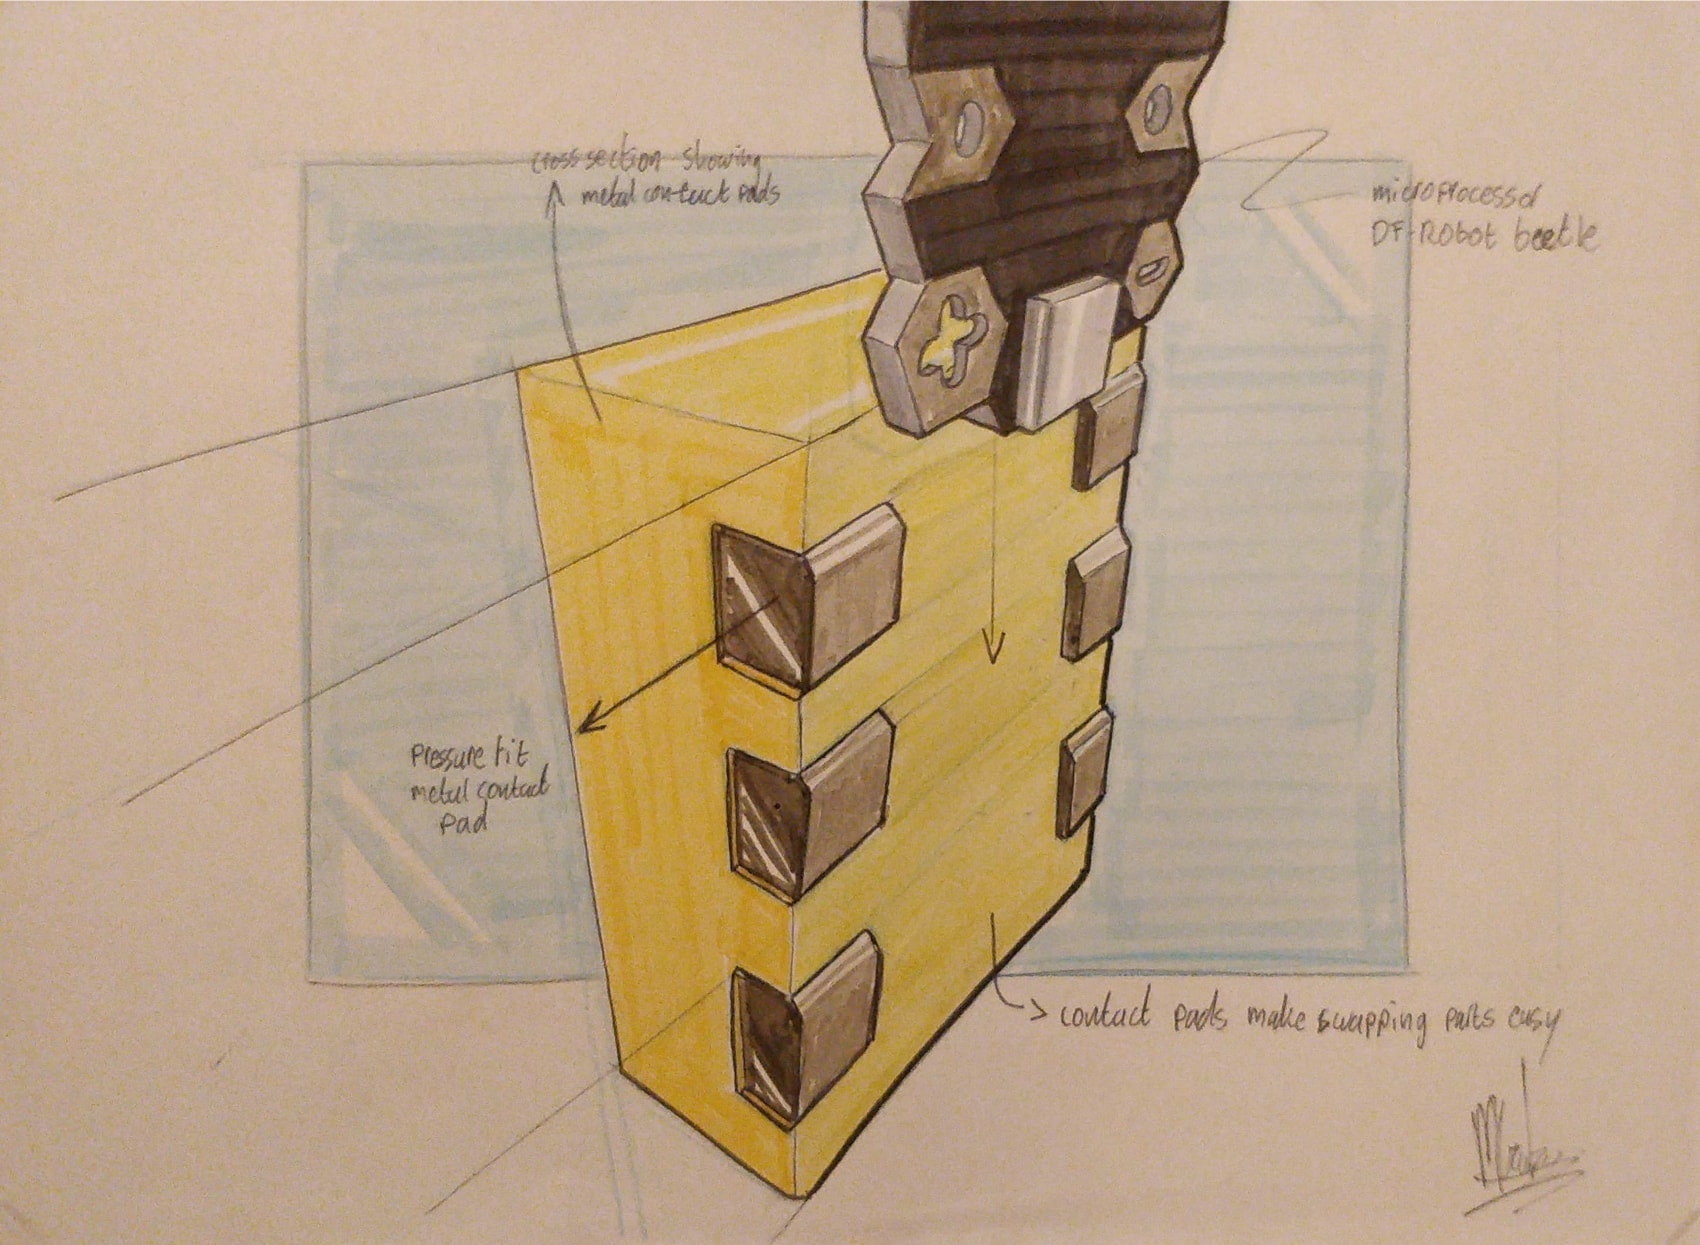 cross section showing
metal contact pads
microprocessor
DF-Robot beetle
Pressure fit
metal contact
pad
contact pads make swapping parts easy